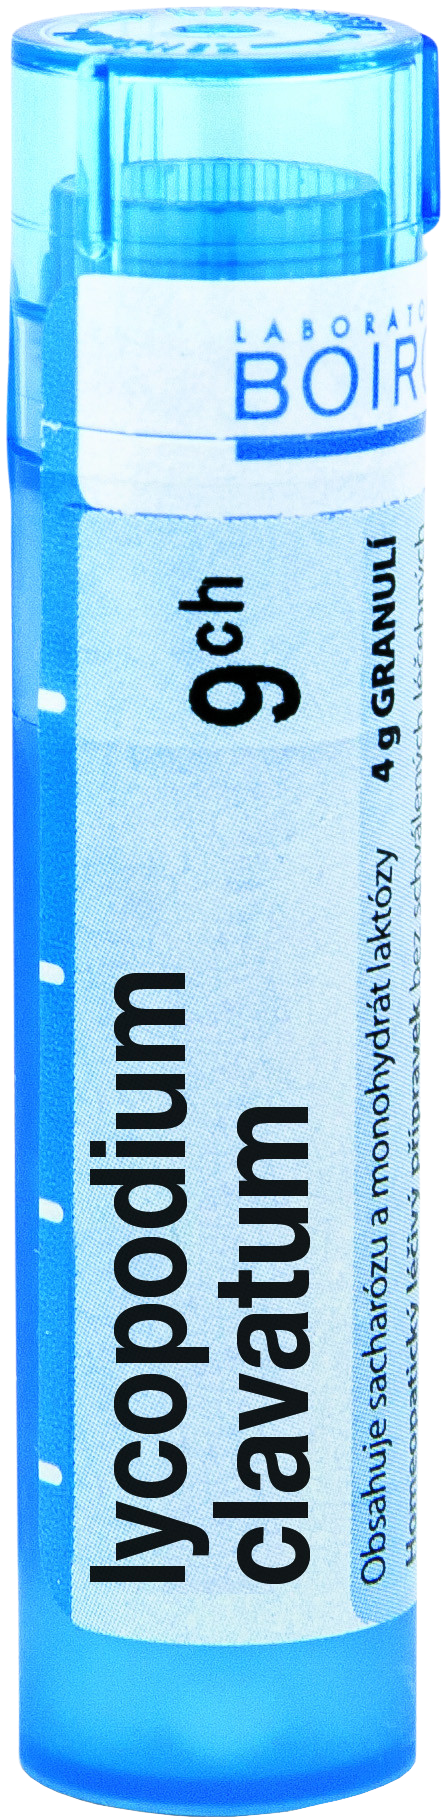 LABORATO
BOIRO
9ch
lycopodium
clavatum
4 g GRANULÍ
Obsahuje sacharózu a monohydrát laktózy
Homeopatický léčivý přípravek bez schválených léčebných